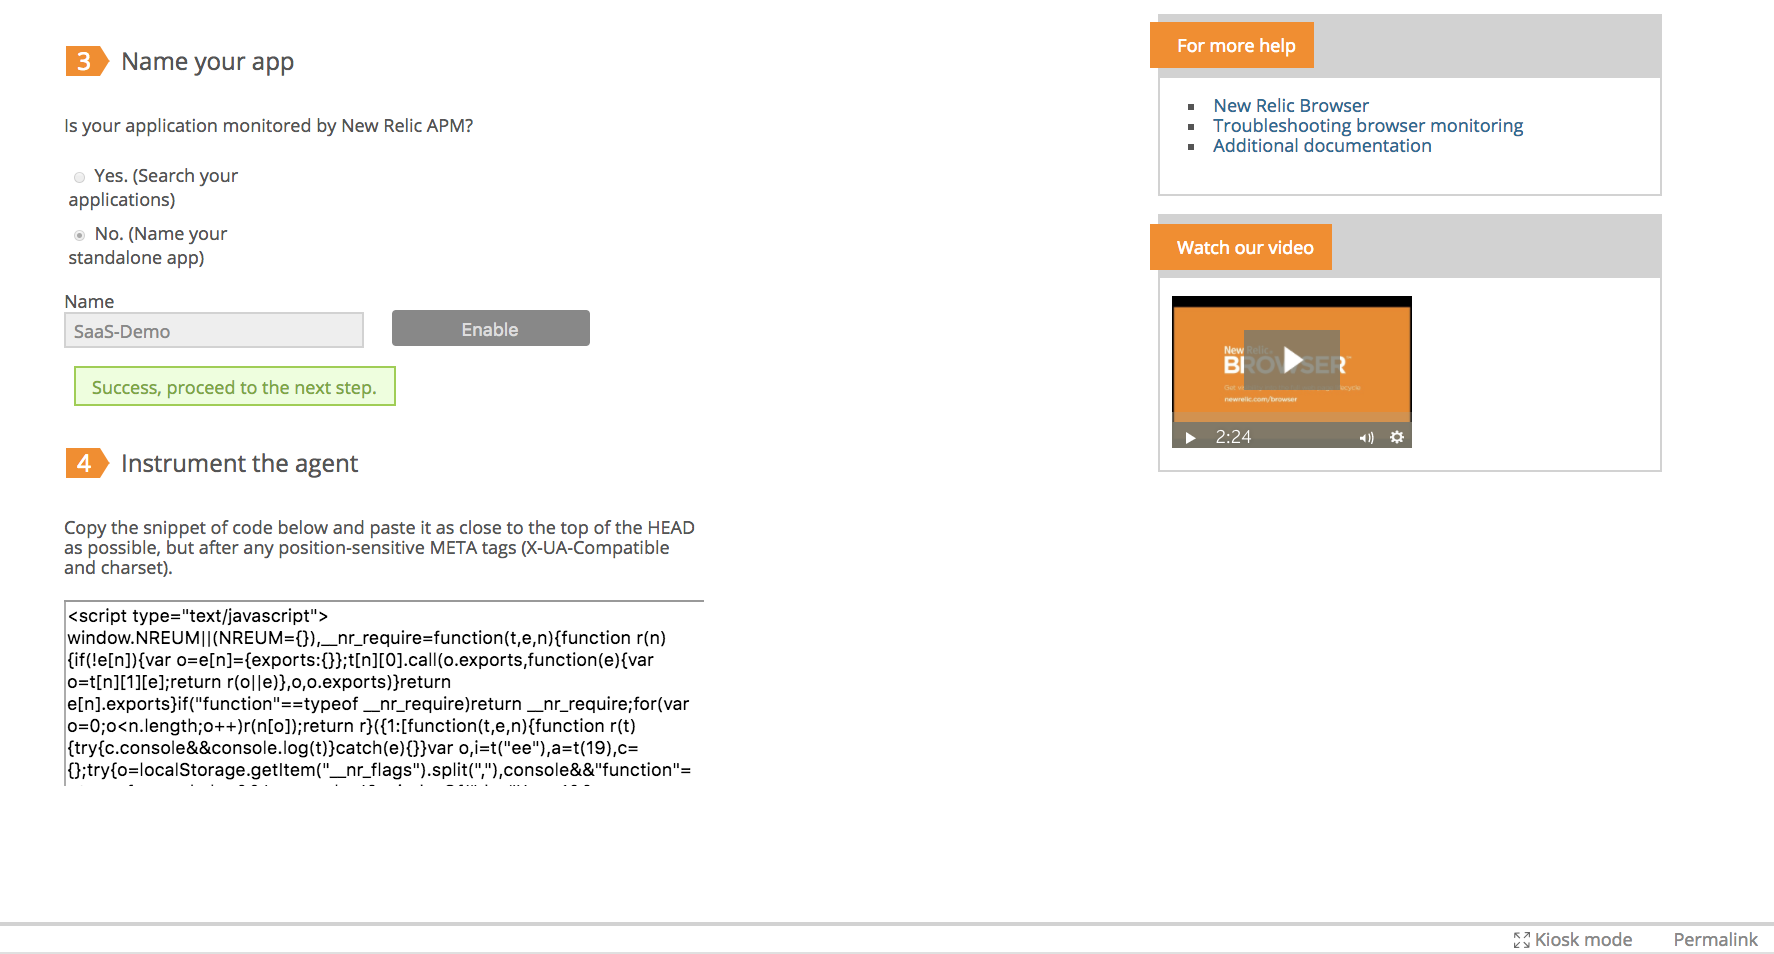 3 Name your app
Is your application monitored by New Relic APM?
Yes. (Search your
applications)
No. (Name your
standalone app)
Name
SaaS-Demo
Enable
Success, proceed to the next step.
4 Instrument the agent
Copy the snippet of code below and paste it as close to the top of the HEAD
as possible, but after any position-sensitive META tags (X-UA-Compatible
and charset).
<script type="text/javascript">
window.NREUM||(NREUM={}),__nr_require=function(t,e,n){function r(n)
{if(!e[n]){var o=e[n]={exports:{}};t[n][0].call(o.exports,function(e){var
o=t[n][1][e];return r(o||e)},o,o.exports)}return
e[n].exports}if("function"==typeof __nr_require)return __nr_require;for(var
o=0;o<n.length;o++)r(n[o]);return r}({1:[function(t,e,n){function r(t)
{try{c.console&&console.log(t)}catch(e){}}var o,i=t("ee"),a=t(19),c=
{};try{o=localStorage.getItem("__nr_flags").split(","),console&&"function"=
For more help
New Relic Browser
Troubleshooting browser monitoring
Additional documentation
Watch our video
New Relic
BROWSER
newrelic.com/browser
2:24
Kiosk mode
Permalink